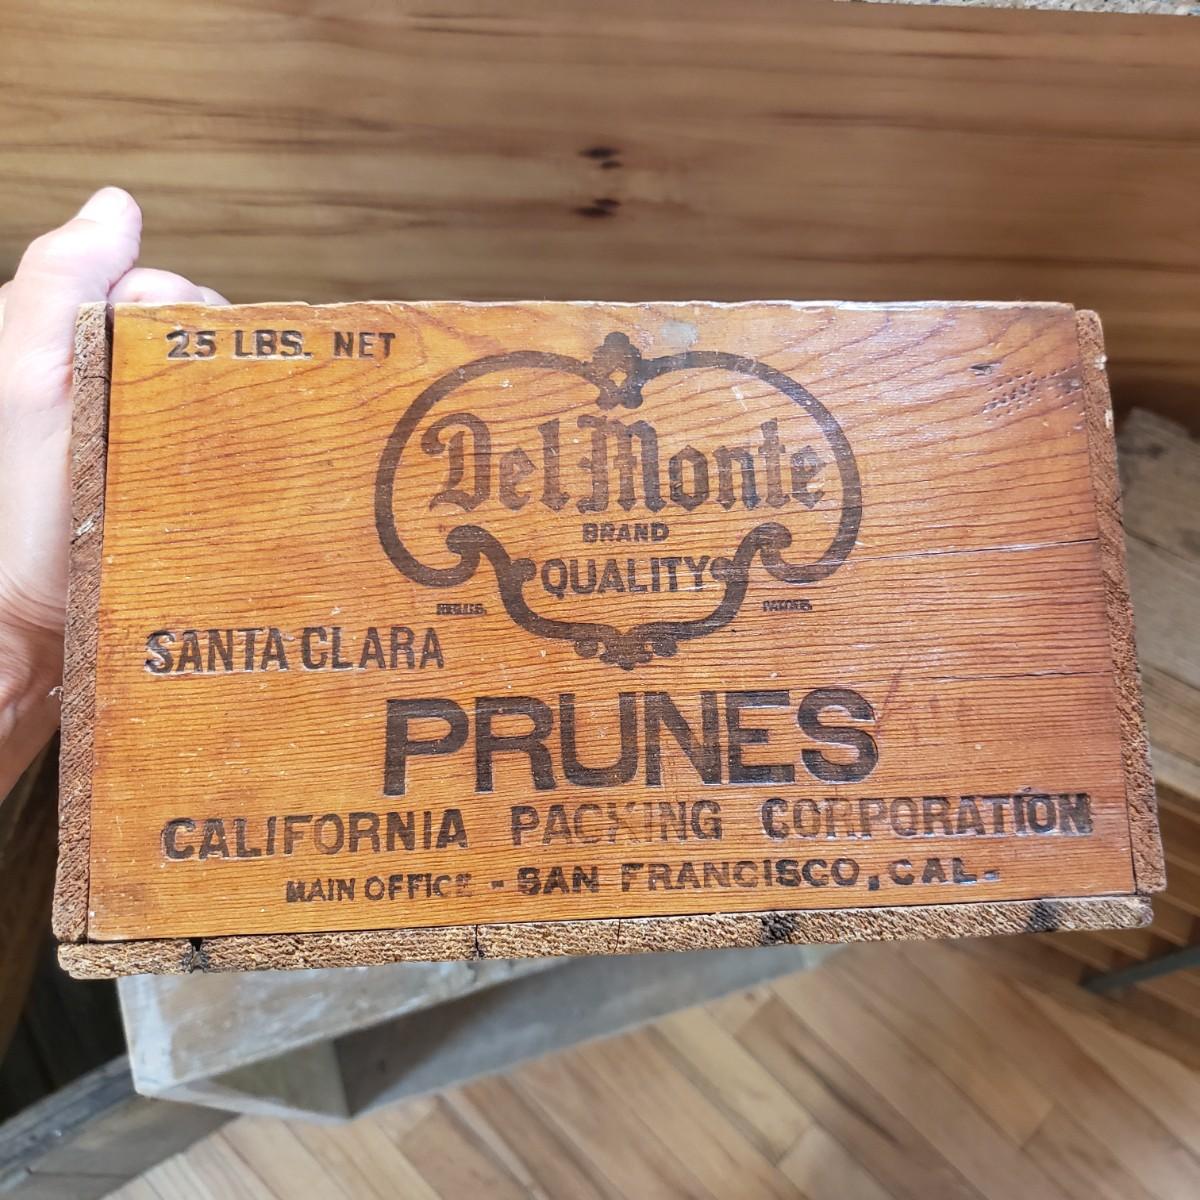 25 LBS. NET
Del Monte
BRAND
QUALITY
SANTA CLARA
PRUNES
CALIFORNIA PACKING CORPORATION
MAIN OFFICE - SAN FRANCISCO, CAL.